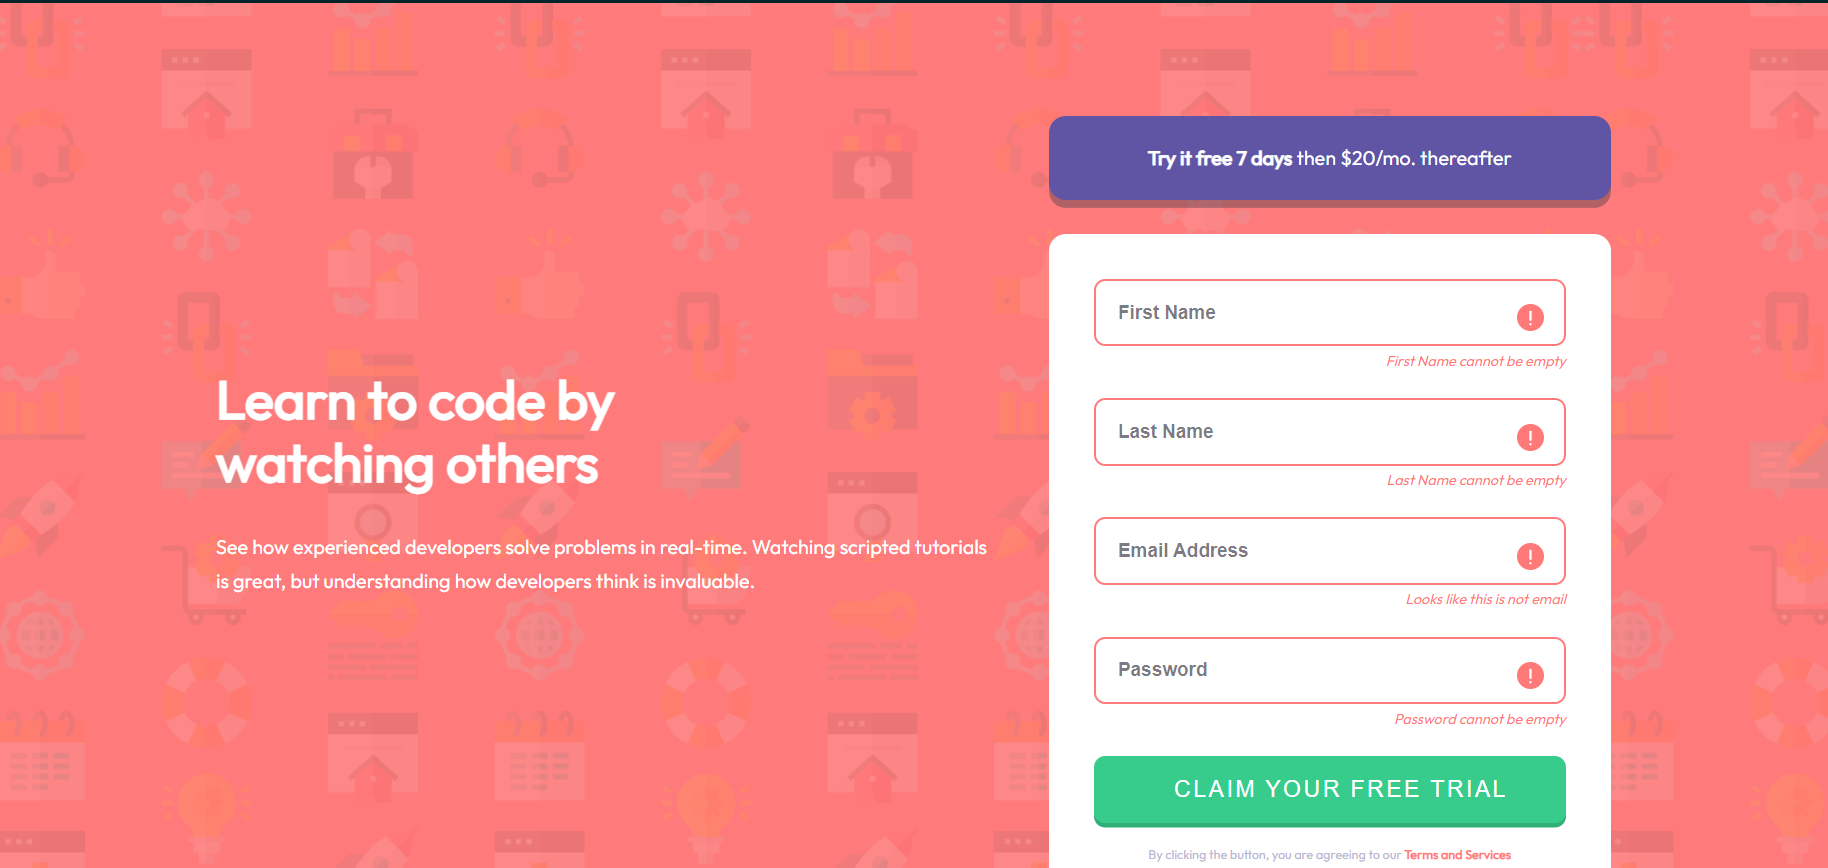 Try it free 7 days then $20/mo. thereafter
Learn to code by
watching others
See how experienced developers solve problems in real-time. Watching scripted tutorials
is great, but understanding how developers think is invaluable.
First Name
!
First Name cannot be empty
Last Name
!
Last Name cannot be empty
Email Address
!
Looks like this is not email
Password
!
Password cannot be empty
CLAIM YOUR FREE TRIAL
By clicking the button, you are agreeing to our Terms and Services